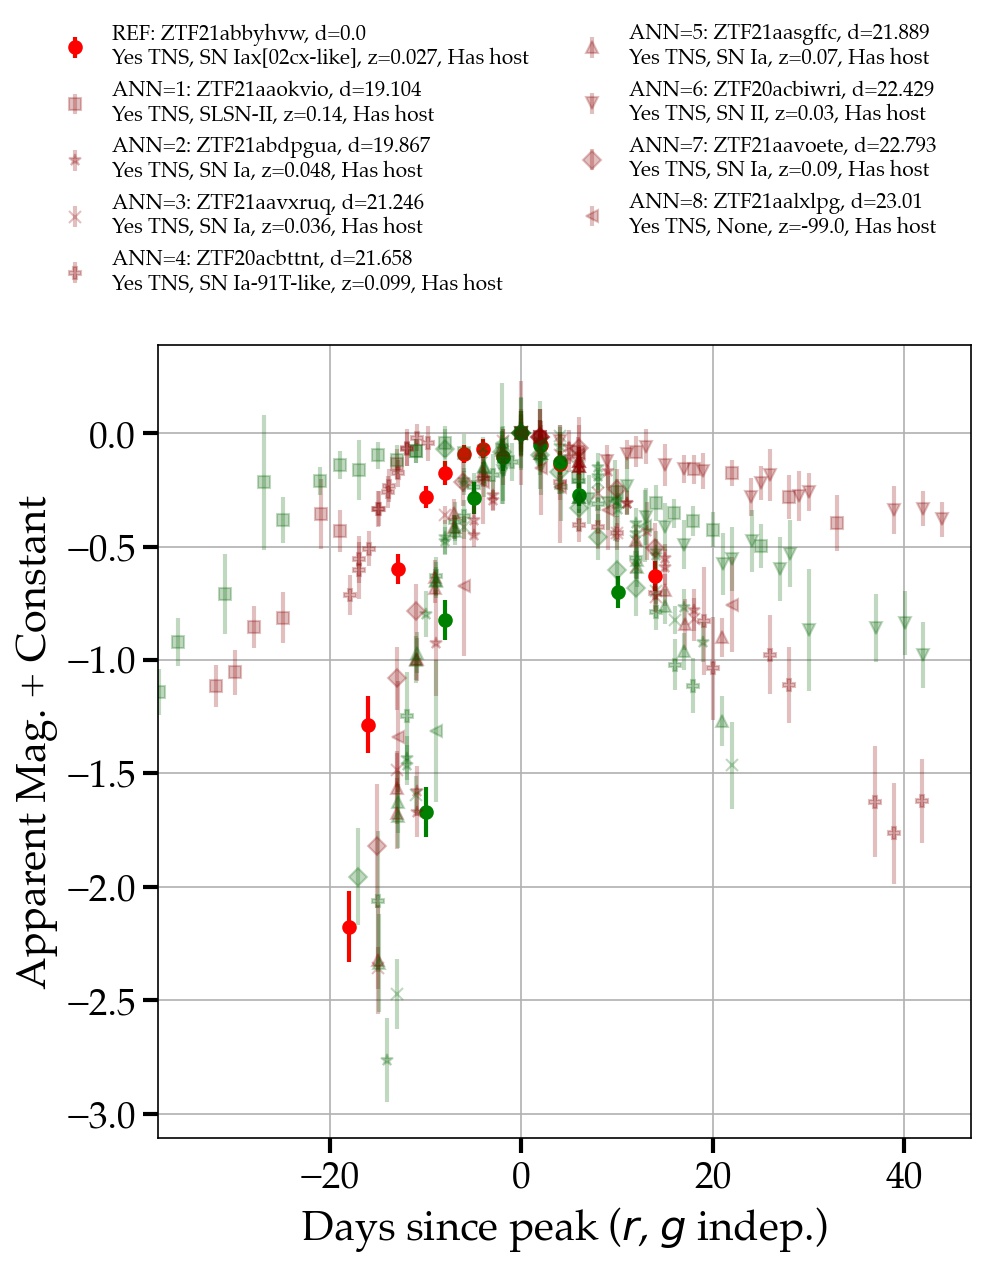 REF: ZTF21abbyhvw, d=0.0
Yes TNS, SN Iax[02cx-like], z=0.027, Has host
ANN=1: ZTF21aaokvio, d=19.104
Yes TNS, SLSN-II, z=0.14, Has host
ANN=2: ZTF21abdpgua, d=19.867
Yes TNS, SN Ia, z=0.048, Has host
ANN=3: ZTF21aavxruq, d=21.246
Yes TNS, SN Ia, z=0.036, Has host
ANN=4: ZTF20acbttnt, d=21.658
Yes TNS, SN Ia-91T-like, z=0.099, Has host
ANN=5: ZTF21aasgffc, d=21.889
Yes TNS, SN Ia, z=0.07, Has host
ANN=6: ZTF20acbiwri, d=22.429
Yes TNS, SN II, z=0.03, Has host
ANN=7: ZTF21aavoete, d=22.793
Yes TNS, SN Ia, z=0.09, Has host
ANN=8: ZTF21aalxlpg, d=23.01
Yes TNS, None, z=-99.0, Has host
Apparent Mag. + Constant
0.0
−0.5
−1.0
−1.5
−2.0
−2.5
−3.0
−20
0
20
40
Days since peak (r, g indep.)